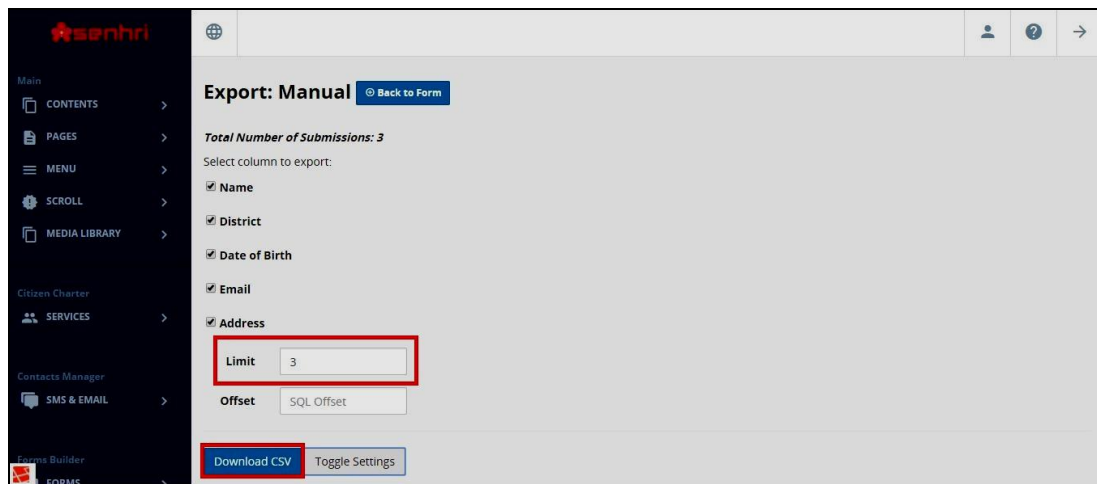 senhri
Main
CONTENTS
PAGES
MENU
SCROLL
MEDIA LIBRARY
Citizen Charter
SERVICES
Contacts Manager
SMS & EMAIL
Forms Builder
FORMS
Export: Manual
Back to Form
Total Number of Submissions: 3
Select column to export:
Name
District
Date of Birth
Email
Address
Limit 3
Offset SQL Offset
Download CSV Toggle Settings